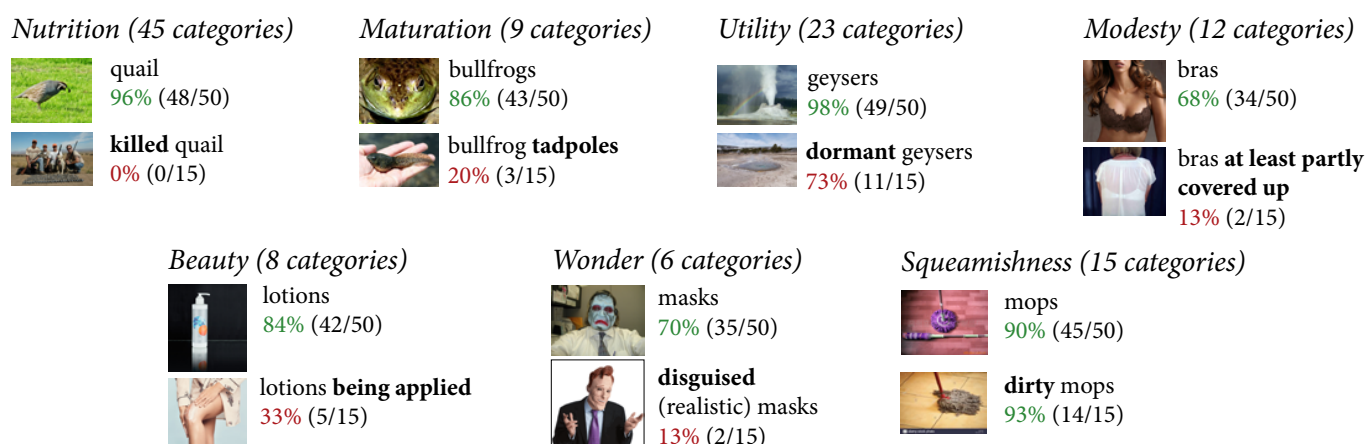 Nutrition (45 categories)
quail
96% (48/50)
killed quail
0% (0/15)
Maturation (9 categories)
bullfrogs
86% (43/50)
bullfrog tadpoles
20% (3/15)
Utility (23 categories)
geysers
98% (49/50)
dormant geysers
73% (11/15)
Modesty (12 categories)
bras
68% (34/50)
bras at least partly
covered up
13% (2/15)
Beauty (8 categories)
lotions
84% (42/50)
lotions being applied
33% (5/15)
Wonder (6 categories)
masks
70% (35/50)
disguised
(realistic) masks
13% (2/15)
Squeamishness (15 categories)
mops
90% (45/50)
dirty mops
93% (14/15)